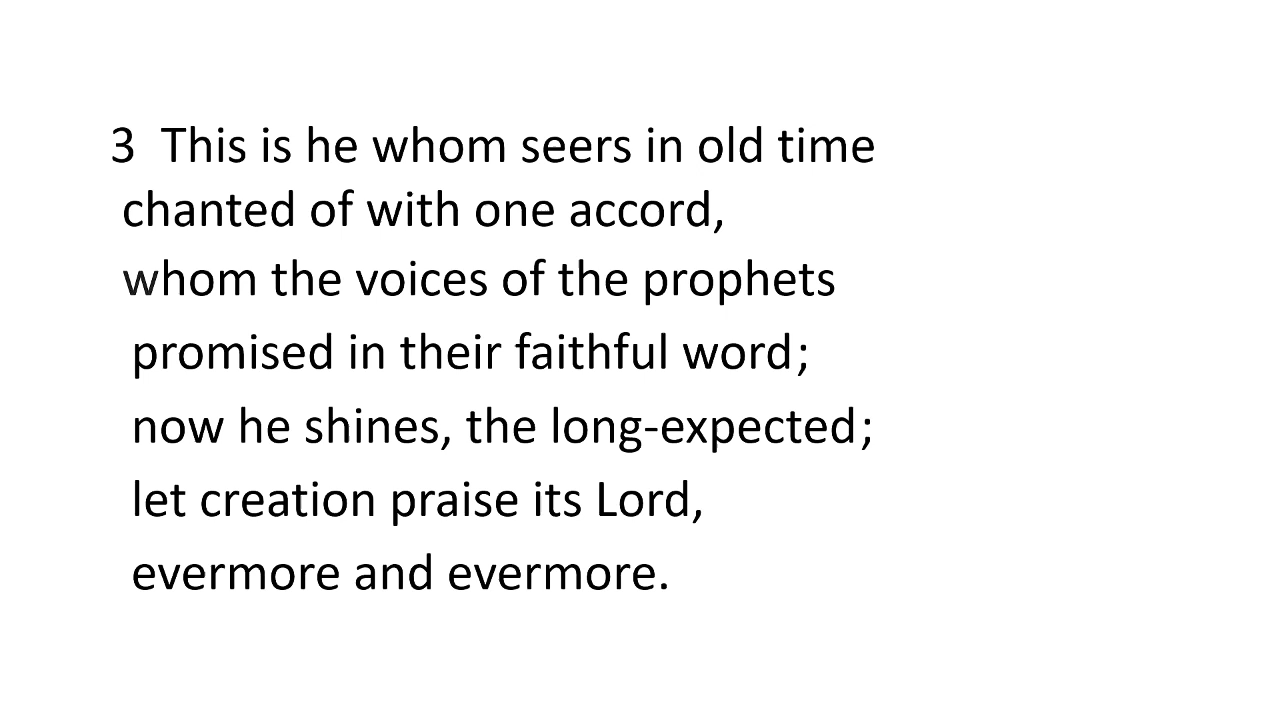 3  This is he whom seers in old time
chanted of with one accord,
whom the voices of the prophets
promised in their faithful word;
now he shines, the long-expected;
let creation praise its Lord,
evermore and evermore.